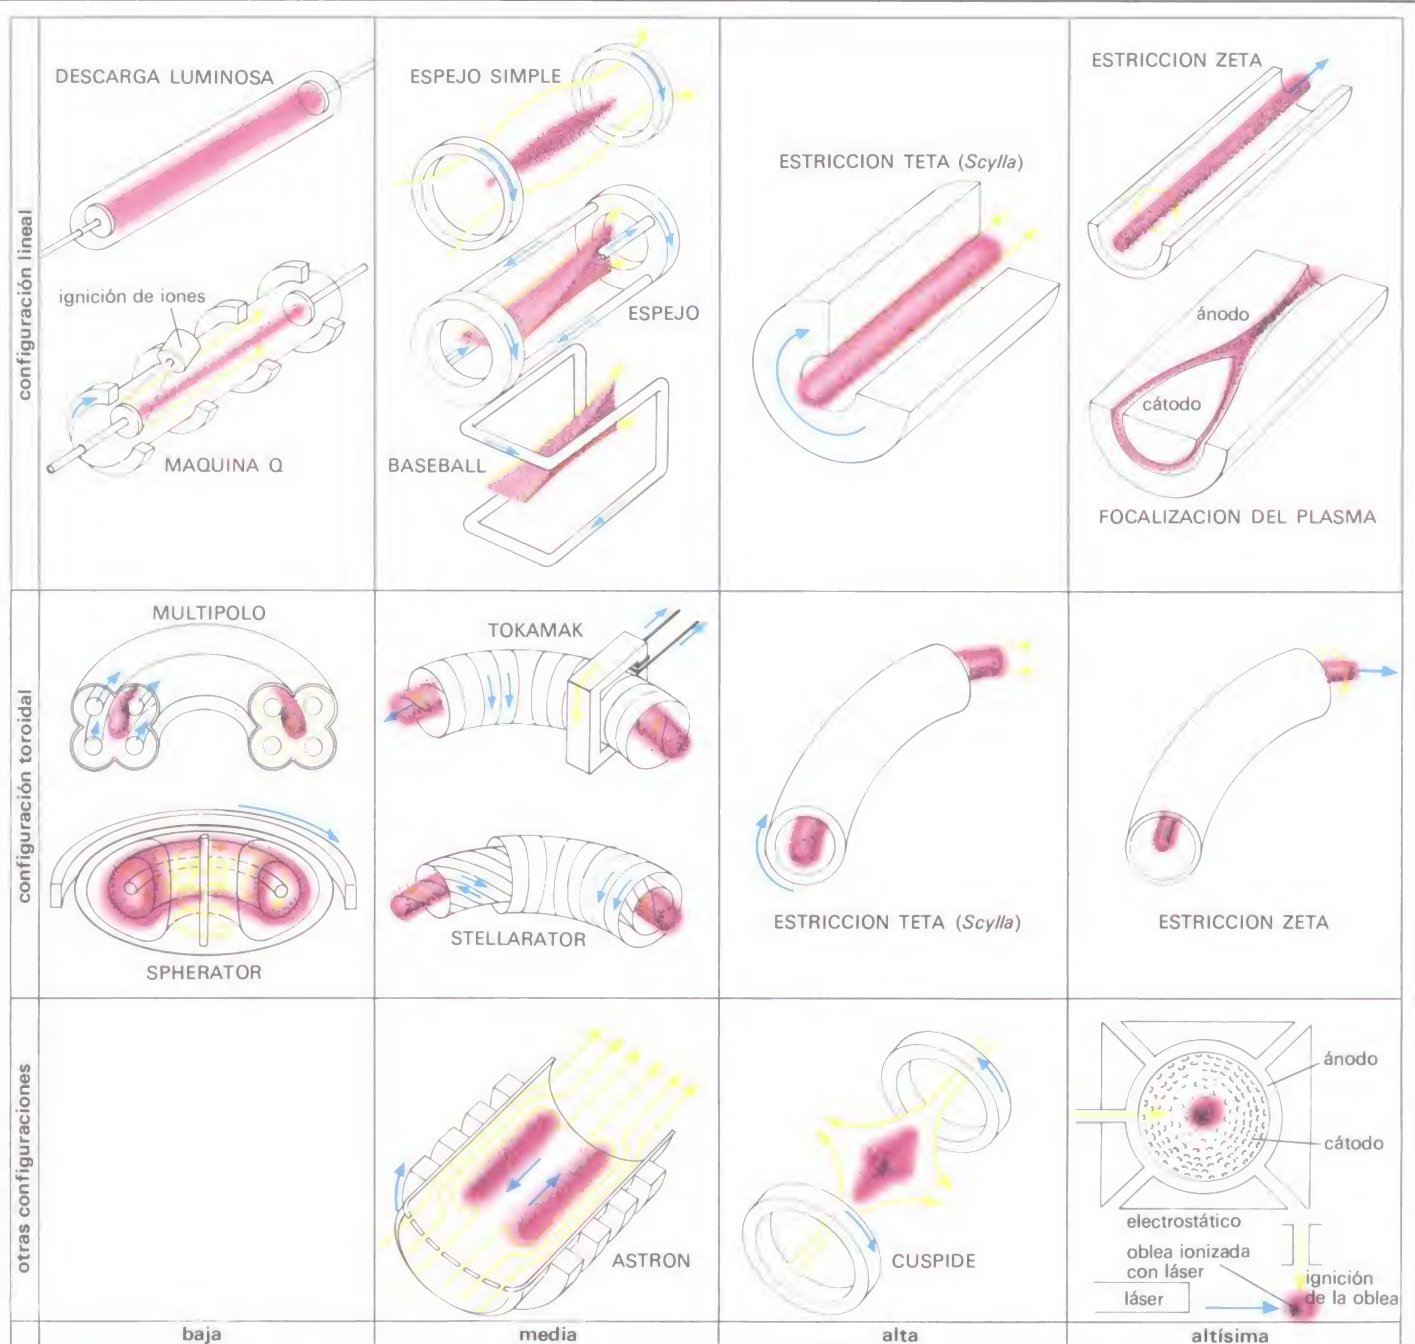 configuración lineal
DESCARGA LUMINOSA
ignición de iones
MAQUINA Q
ESPEJO SIMPLE
ESPEJO
BASEBALL
ESTRICCION TETA (Scylla)
ESTRICCION ZETA
ánodo
cátodo
FOCALIZACION DEL PLASMA
configuración toroidal
MULTIPOLO
SPHERATOR
TOKAMAK
STELLARATOR
ESTRICCION TETA (Scylla)
ESTRICCION ZETA
otras configuraciones
ASTRON
CUSPIDE
ánodo
cátodo
electrostático
oblea ionizada
con láser
láser
ignición
de la oblea
baja
media
alta
altísima